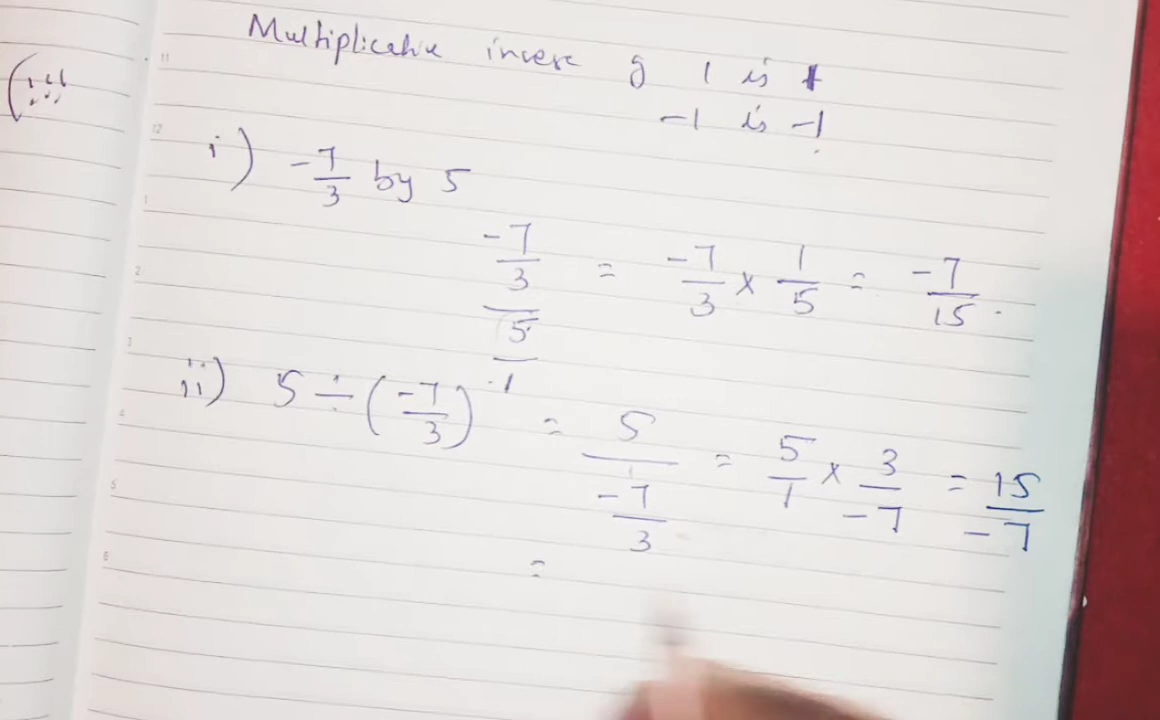 Multiplicative inverse of 1 is 1
-1 is -1
i) -7/3 by 5
-7/3 / 5/1 = -7/3 × 1/5 = -7/15.
ii) 5 ÷ (-7/3) = 5 / -7/3 = 5/1 × 3/-7 = 15/-7
=